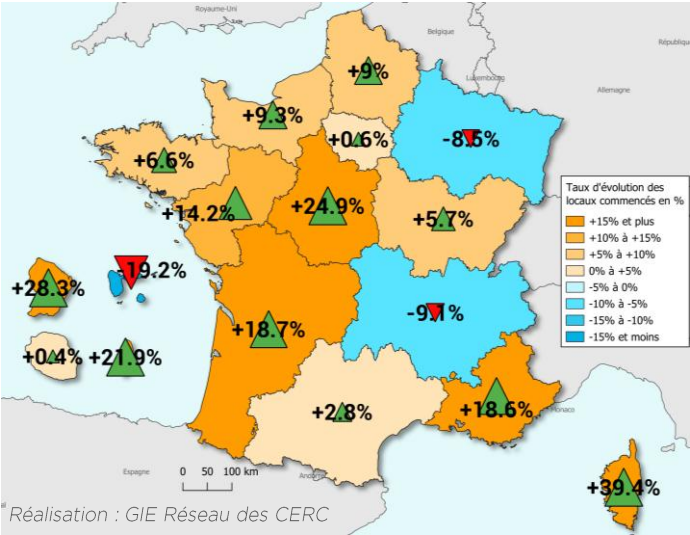 Royaume-Uni
Belgique
République
+9%
Luxembourg
Allemagne
+9.3%
+0.6%
+6.6%
Taux d'évolution des
locaux commencés en %
+15% et plus
+10% à +15%
+5% à +10%
0% à +5%
-5% à 0%
-10% à -5%
-15% à -10%
-15% et moins
+24.9%
+14.2%
+5.7%
-19.2%
+28.3%
-9.1%
+18.7%
+0.4%
+21.9%
+2.8%
+18.6%
Monaco
Espagne
0 50 100 km
+39.4%
Réalisation : GIE Réseau des CERC